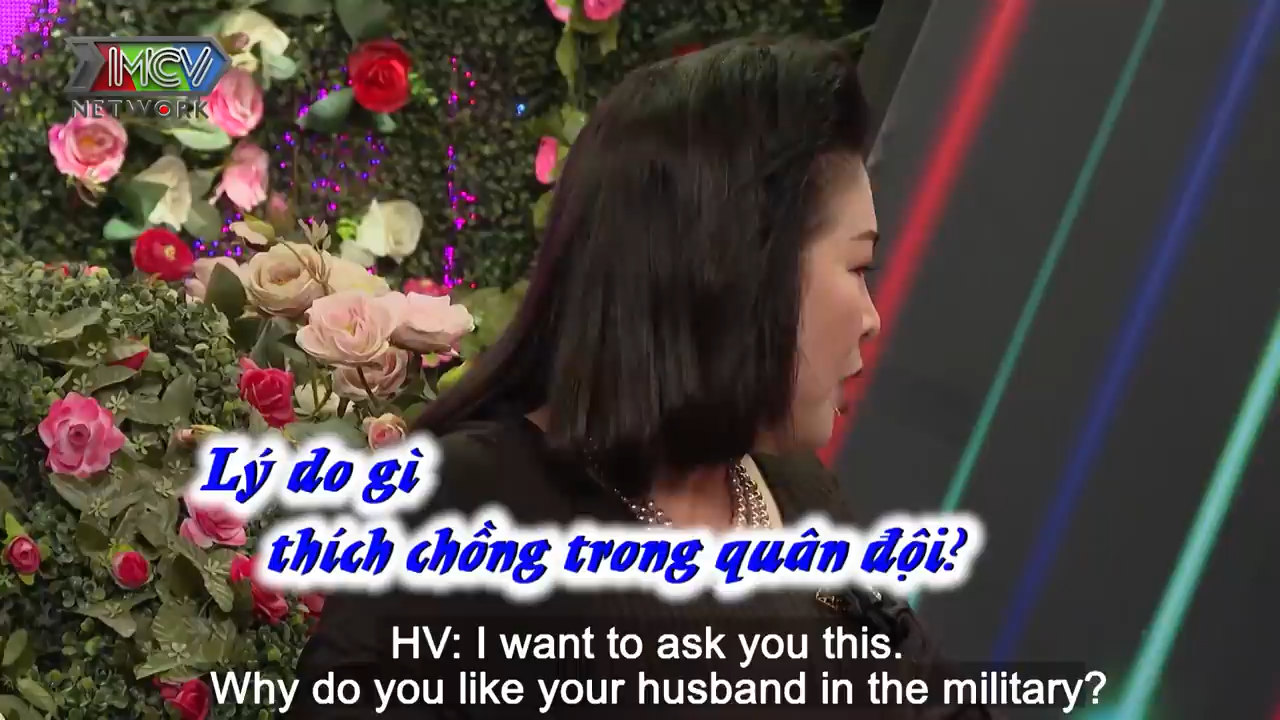 MCV
NETWORK
Lý do gì
thích chồng trong quân đội?
HV: I want to ask you this.
Why do you like your husband in the military?